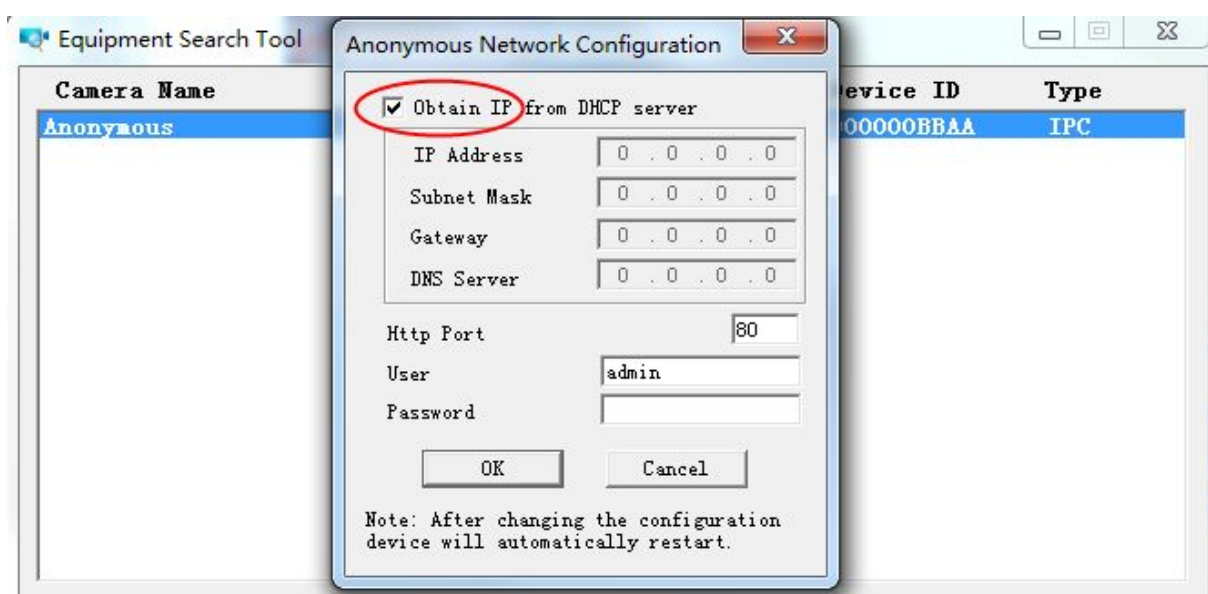 Equipment Search Tool
Anonymous Network Configuration
Camera Name
evice ID
Type
Anonymous
00000BBAA
IPC
Obtain IP from DHCP server
IP Address 0 . 0 . 0 . 0
Subnet Mask 0 . 0 . 0 . 0
Gateway 0 . 0 . 0 . 0
DNS Server 0 . 0 . 0 . 0
Http Port 80
User admin
Password
OK Cancel
Note: After changing the configuration
device will automatically restart.